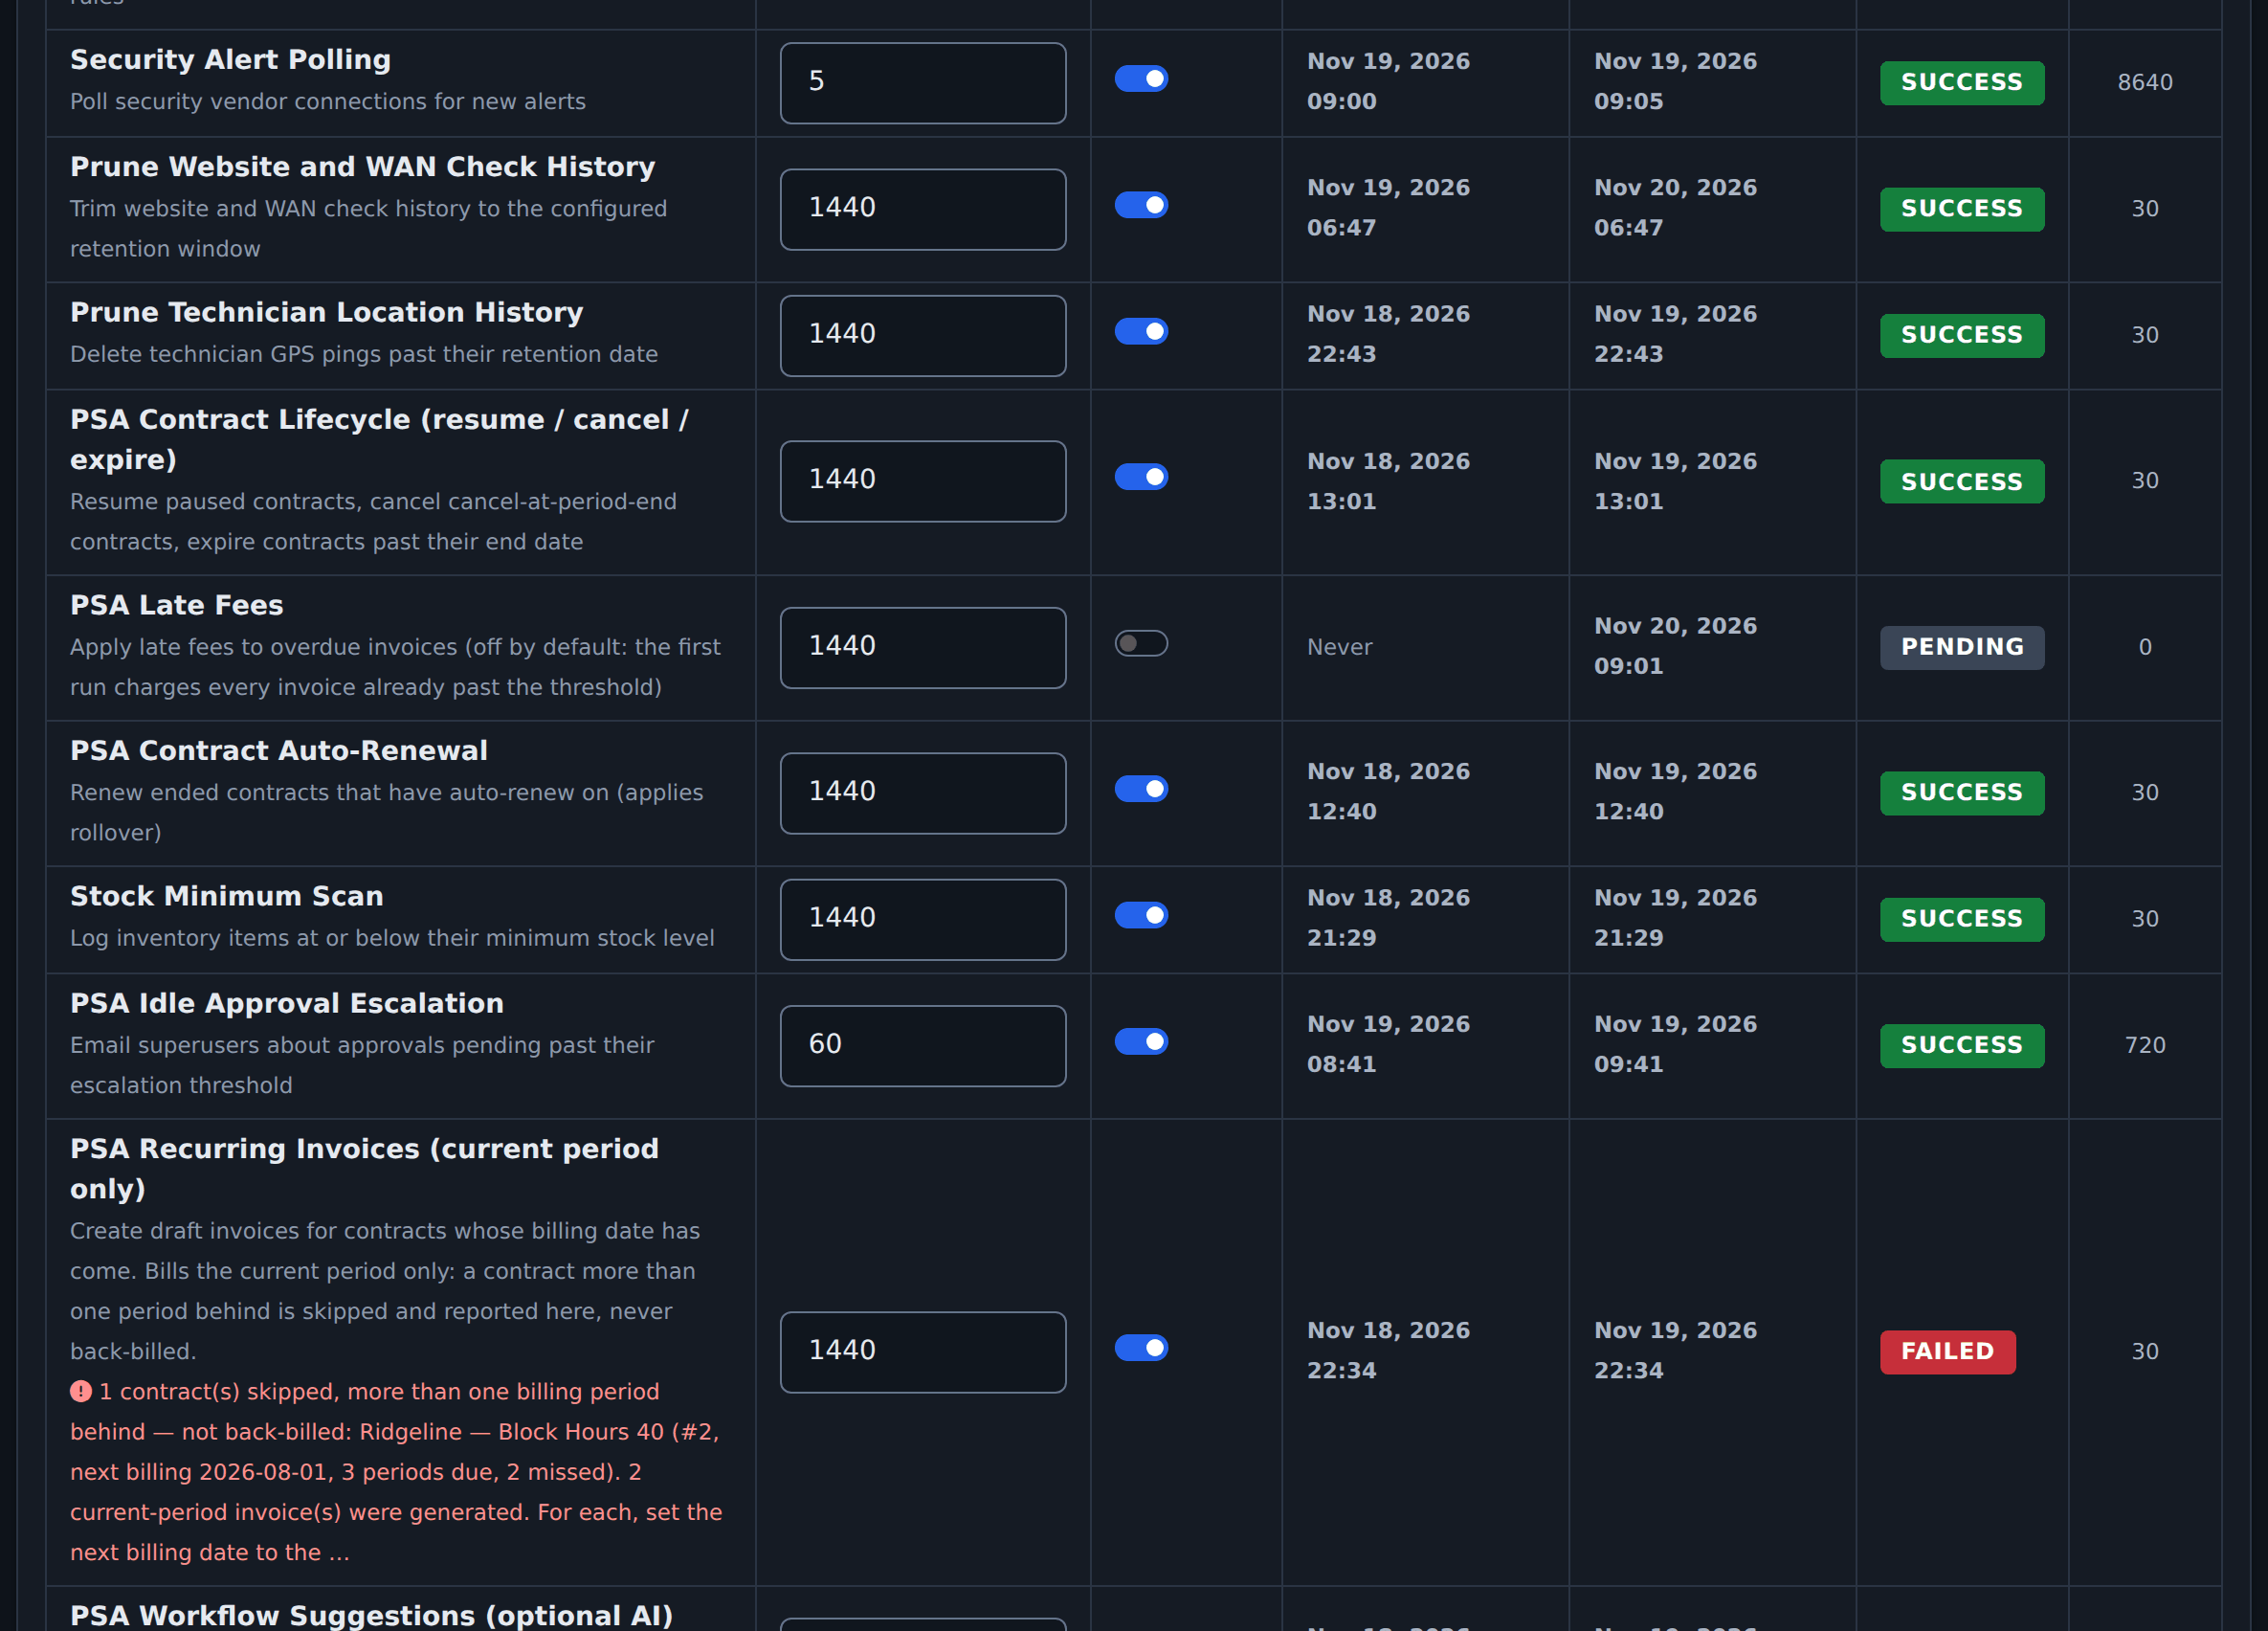 rules
Security Alert Polling
Poll security vendor connections for new alerts
5
Nov 19, 2026
09:00
Nov 19, 2026
09:05
SUCCESS
8640
Prune Website and WAN Check History
Trim website and WAN check history to the configured
retention window
1440
Nov 19, 2026
06:47
Nov 20, 2026
06:47
SUCCESS
30
Prune Technician Location History
Delete technician GPS pings past their retention date
1440
Nov 18, 2026
22:43
Nov 19, 2026
22:43
SUCCESS
30
PSA Contract Lifecycle (resume / cancel /
expire)
Resume paused contracts, cancel cancel-at-period-end
contracts, expire contracts past their end date
1440
Nov 18, 2026
13:01
Nov 19, 2026
13:01
SUCCESS
30
PSA Late Fees
Apply late fees to overdue invoices (off by default: the first
run charges every invoice already past the threshold)
1440
Never
Nov 20, 2026
09:01
PENDING
0
PSA Contract Auto-Renewal
Renew ended contracts that have auto-renew on (applies
rollover)
1440
Nov 18, 2026
12:40
Nov 19, 2026
12:40
SUCCESS
30
Stock Minimum Scan
Log inventory items at or below their minimum stock level
1440
Nov 18, 2026
21:29
Nov 19, 2026
21:29
SUCCESS
30
PSA Idle Approval Escalation
Email superusers about approvals pending past their
escalation threshold
60
Nov 19, 2026
08:41
Nov 19, 2026
09:41
SUCCESS
720
PSA Recurring Invoices (current period
only)
Create draft invoices for contracts whose billing date has
come. Bills the current period only: a contract more than
one period behind is skipped and reported here, never
back-billed.
1 contract(s) skipped, more than one billing period
behind — not back-billed: Ridgeline — Block Hours 40 (#2,
next billing 2026-08-01, 3 periods due, 2 missed). 2
current-period invoice(s) were generated. For each, set the
next billing date to the …
1440
Nov 18, 2026
22:34
Nov 19, 2026
22:34
FAILED
30
PSA Workflow Suggestions (optional AI)